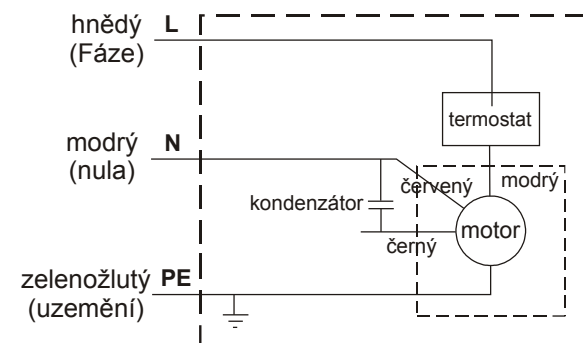 hnědý L
(Fáze)
termostat
modrý N
(nula)
červený
modrý
kondenzátor
motor
černý
zelenožlutý PE
(uzemění)